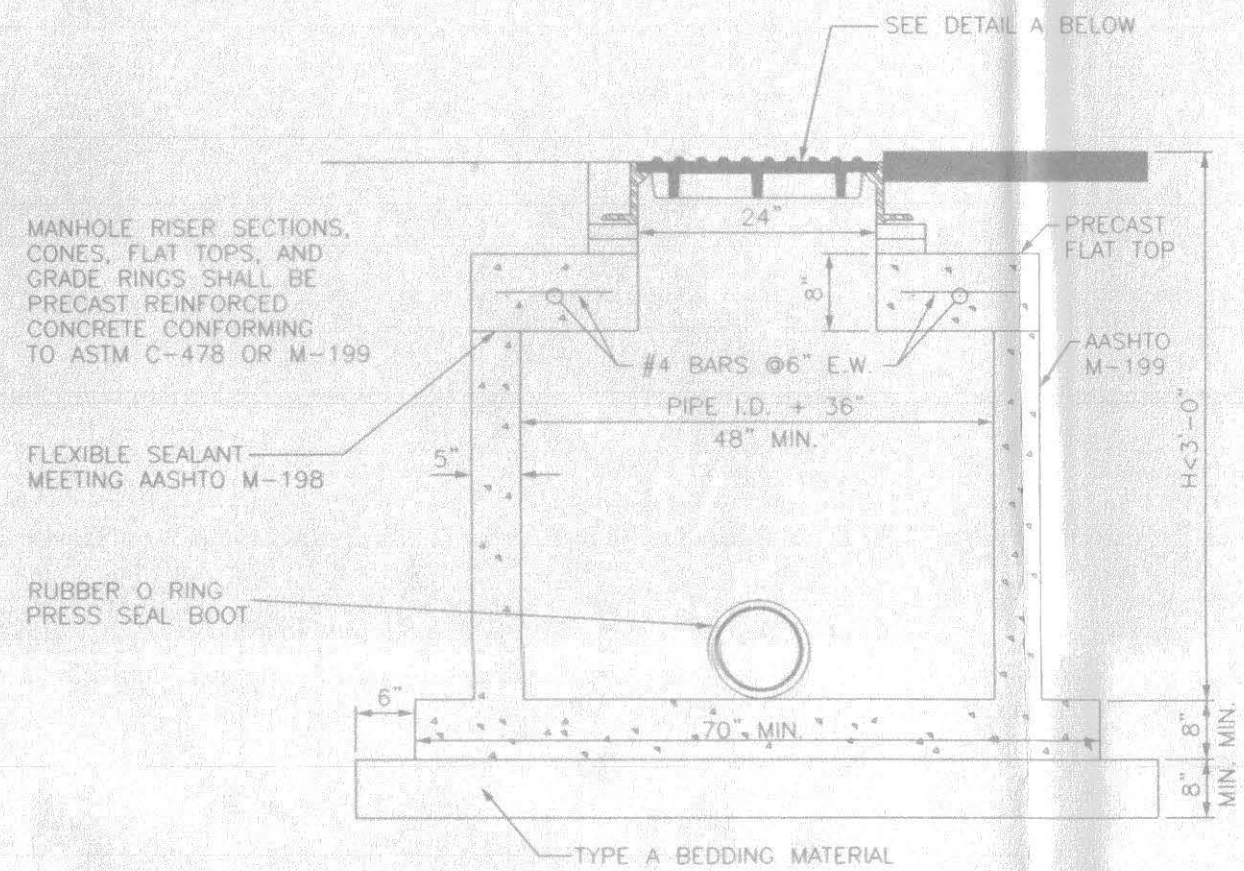 SEE DETAIL A BELOW
MANHOLE RISER SECTIONS,
CONES, FLAT TOPS, AND
GRADE RINGS SHALL BE
PRECAST REINFORCED
CONCRETE CONFORMING
TO ASTM C-478 OR M-199
24"
PRECAST
FLAT TOP
8"
#4 BARS @6" E.W.
AASHTO
M-199
PIPE I.D. + 36"
48" MIN.
H<3'-0"
FLEXIBLE SEALANT
MEETING AASHTO M-198
5"
RUBBER O RING
PRESS SEAL BOOT
6"
70" MIN.
8"
MIN.
8"
MIN.
TYPE A BEDDING MATERIAL